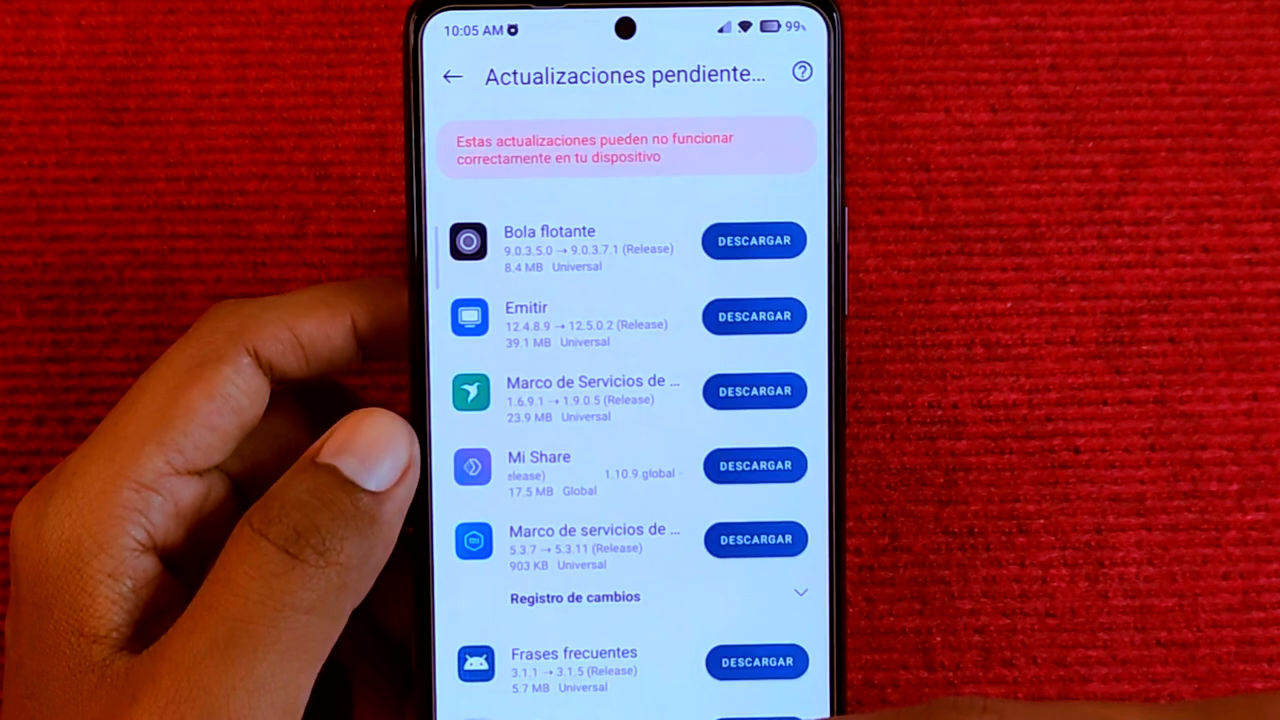 10:05 AM 99%
Actualizaciones pendiente...
Estas actualizaciones pueden no funcionar
correctamente en tu dispositivo
Bola flotante
9.0.3.5.0 → 9.0.3.7.1 (Release)
8.4 MB Universal
DESCARGAR
Emitir
12.4.8.9 → 12.5.0.2 (Release)
39.1 MB Universal
DESCARGAR
Marco de Servicios de ...
1.6.9.1 → 1.9.0.5 (Release)
23.9 MB Universal
DESCARGAR
Mi Share
elease) 1.10.9.global -
17.5 MB Global
DESCARGAR
Marco de servicios de ...
5.3.7 → 5.3.11 (Release)
903 KB Universal
DESCARGAR
Registro de cambios
Frases frecuentes
3.1.1 → 3.1.5 (Release)
5.7 MB Universal
DESCARGAR